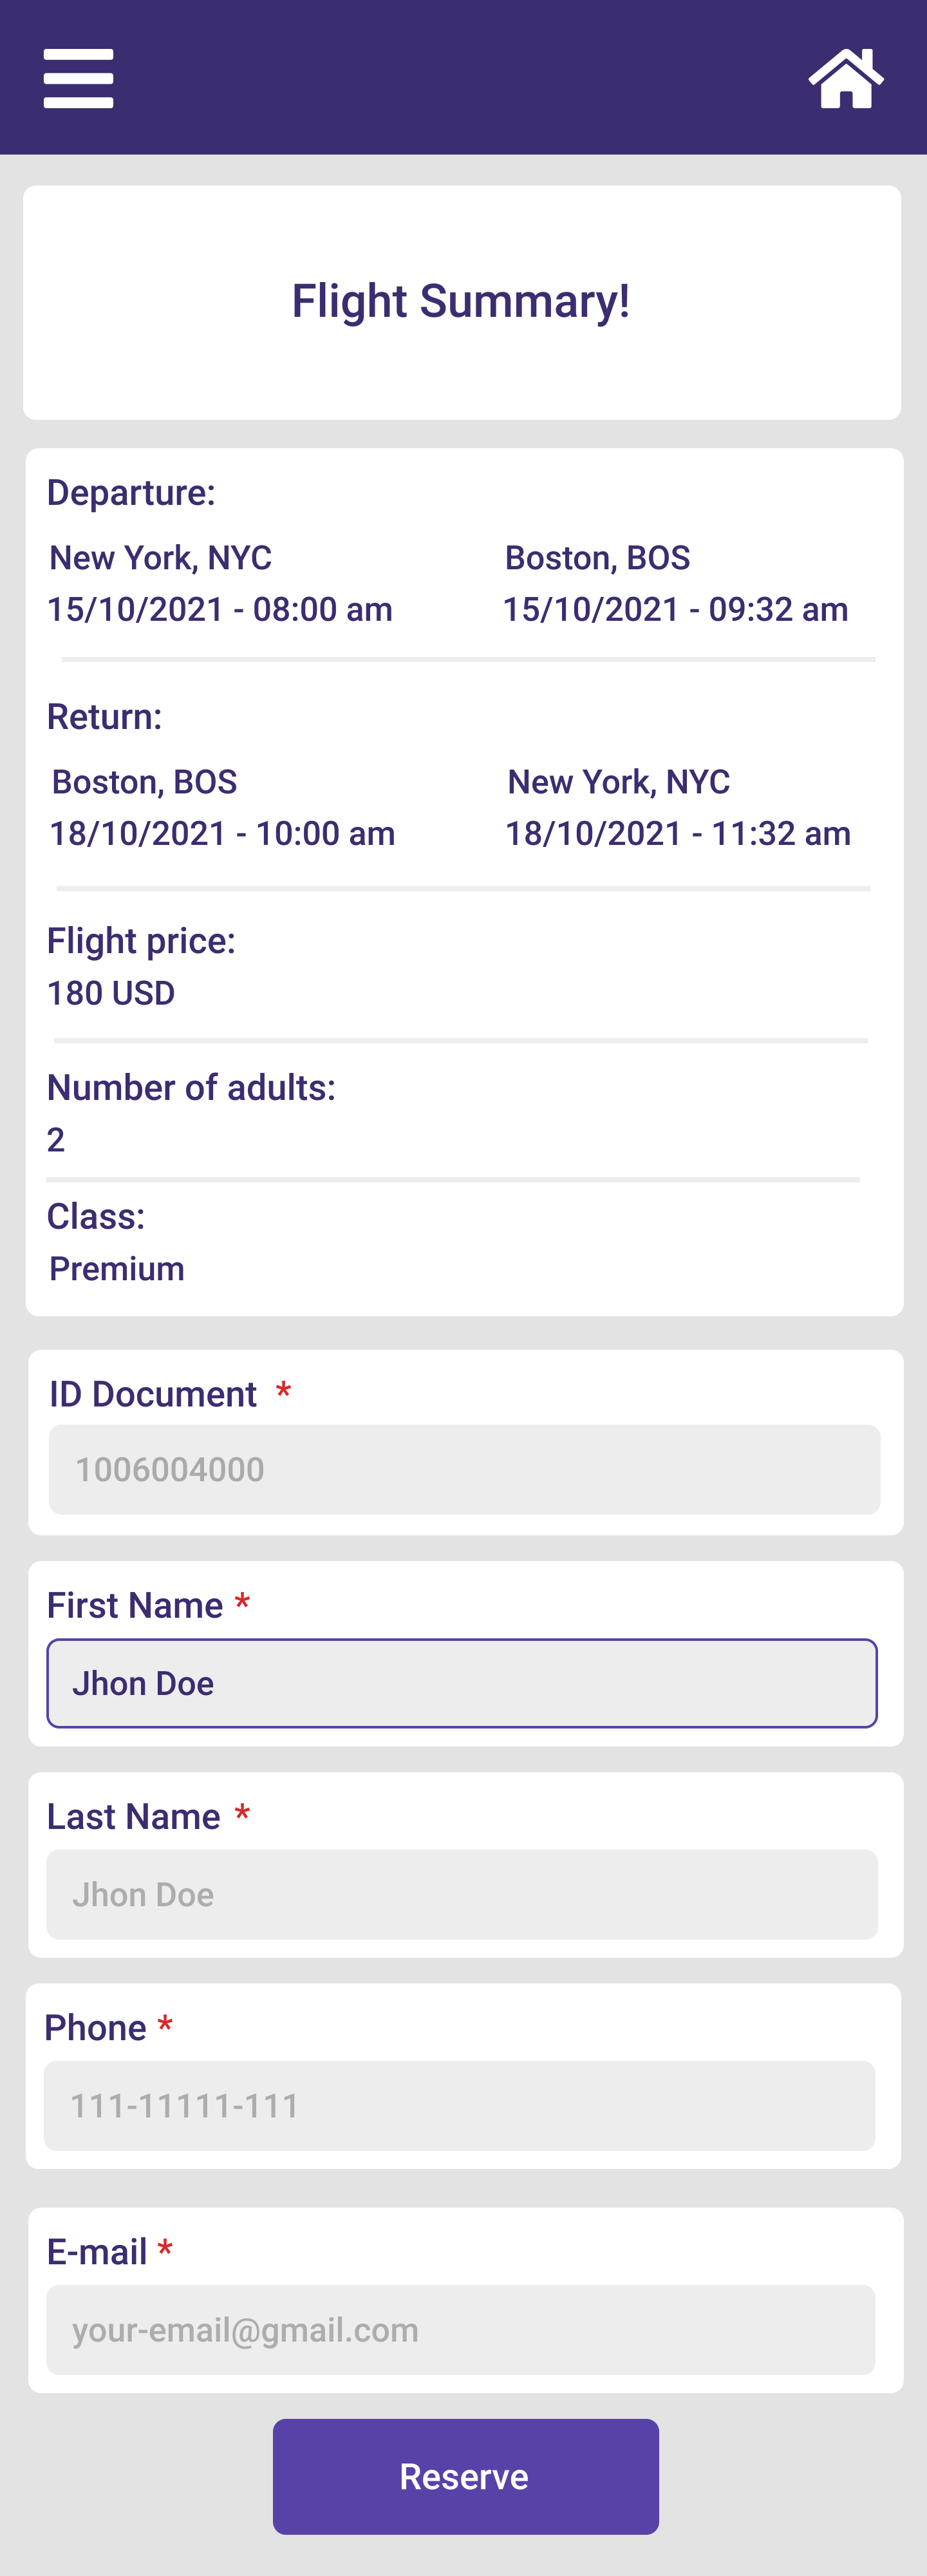 Flight Summary!
Departure:
New York, NYC
Boston, BOS
15/10/2021 - 08:00 am
15/10/2021 - 09:32 am
Return:
Boston, BOS
New York, NYC
18/10/2021 - 10:00 am
18/10/2021 - 11:32 am
Flight price:
180 USD
Number of adults:
2
Class:
Premium
ID Document *
1006004000
First Name *
Jhon Doe
Last Name *
Jhon Doe
Phone *
111-11111-111
E-mail *
your-email@gmail.com
Reserve